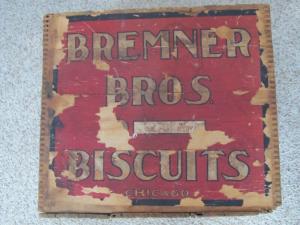 BREMNER
BROS.
BISCUITS
CHICAGO